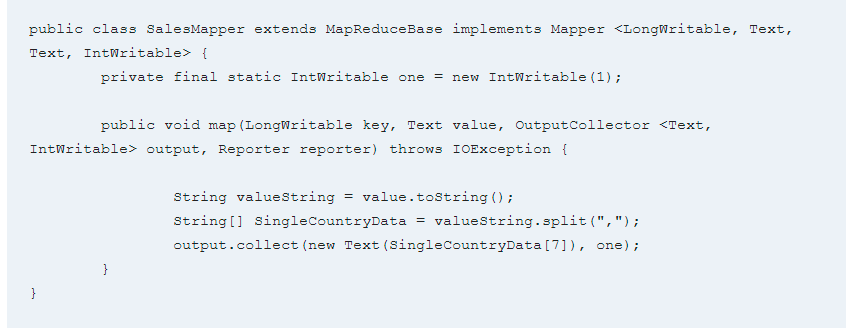 public class SalesMapper extends MapReduceBase implements Mapper <LongWritable, Text,
Text, IntWritable> {
private final static IntWritable one = new IntWritable(1);
public void map(LongWritable key, Text value, OutputCollector <Text,
IntWritable> output, Reporter reporter) throws IOException {
String valueString = value.toString();
String[] SingleCountryData = valueString.split(",");
output.collect(new Text(SingleCountryData[7]), one);
}
}